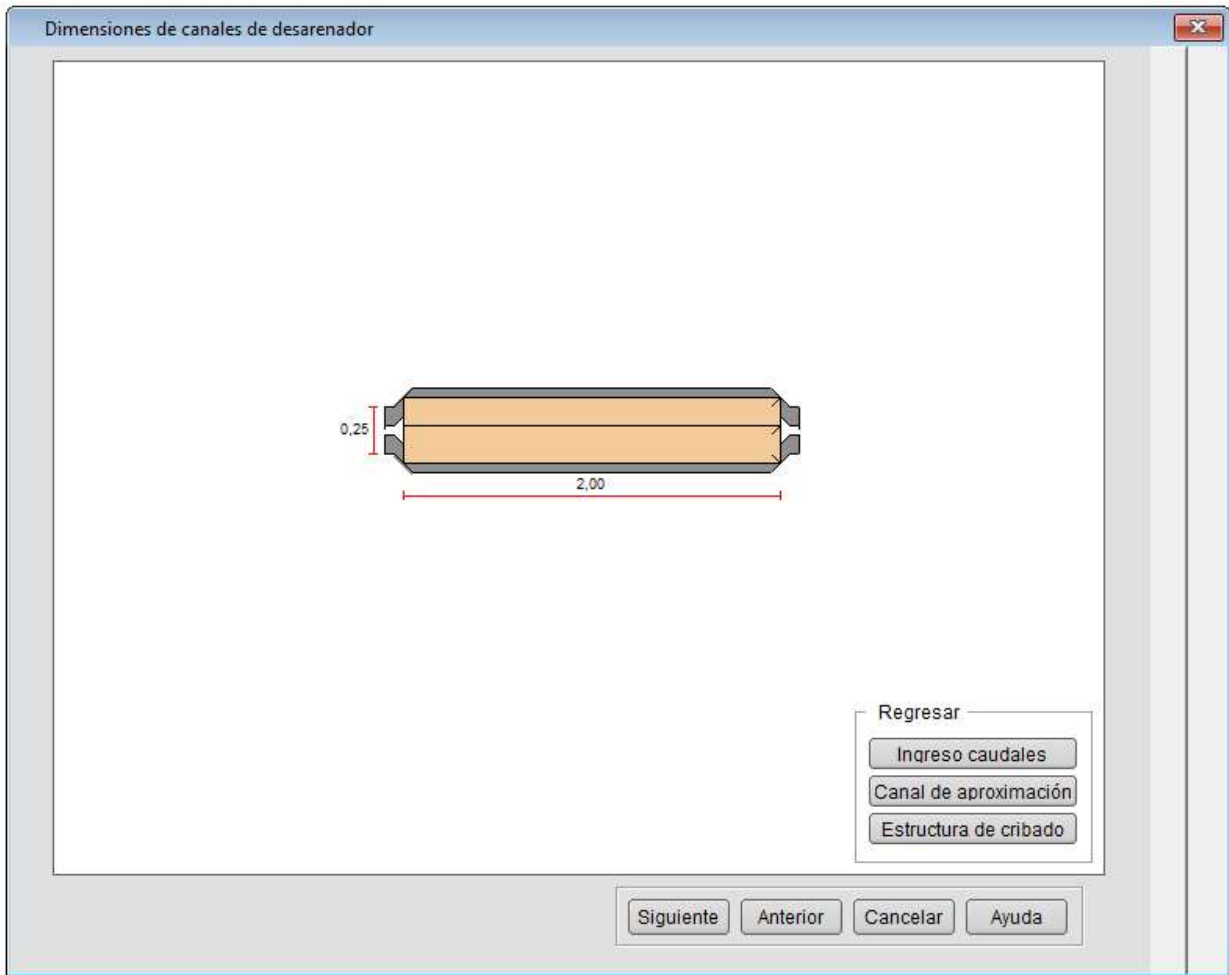 Dimensiones de canales de desarenador
0,25
2,00
Regresar
Ingreso caudales
Canal de aproximación
Estructura de cribado
Siguiente
Anterior
Cancelar
Ayuda